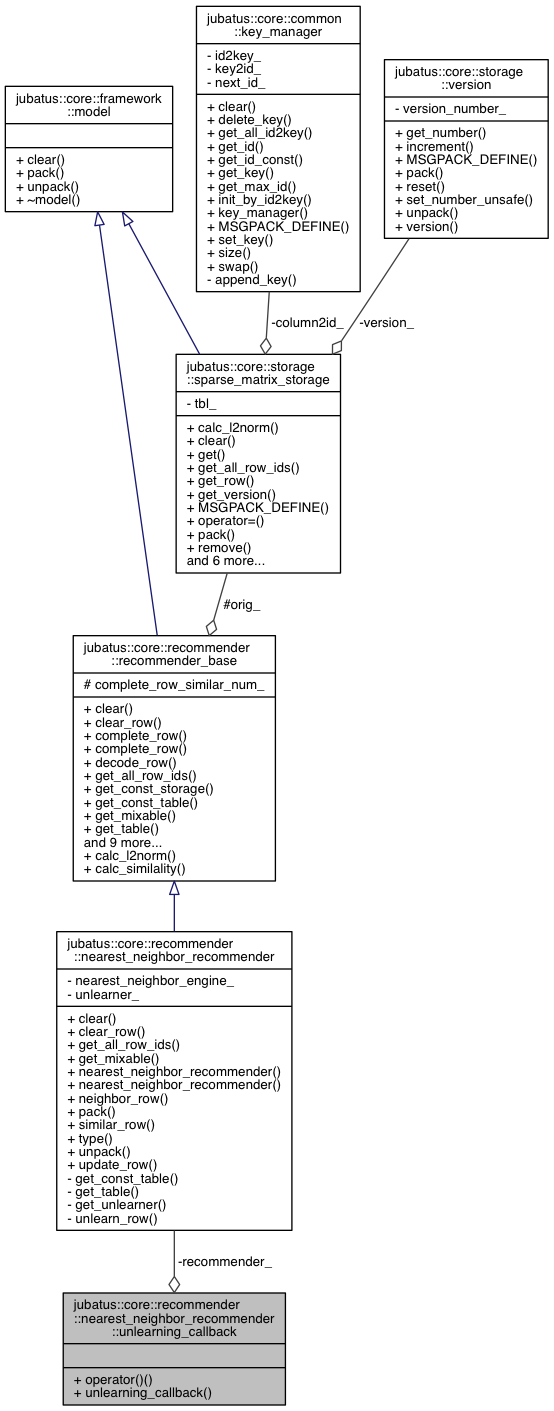 jubatus::core::common
::key_manager
- id2key_
- key2id_
- next_id_
+ clear()
+ delete_key()
+ get_all_id2key()
+ get_id()
+ get_id_const()
+ get_key()
+ get_max_id()
+ init_by_id2key()
+ key_manager()
+ MSGPACK_DEFINE()
+ set_key()
+ size()
+ swap()
- append_key()
jubatus::core::storage
::version
- version_number_
+ get_number()
+ increment()
+ MSGPACK_DEFINE()
+ pack()
+ reset()
+ set_number_unsafe()
+ unpack()
+ version()
jubatus::core::framework
::model
+ clear()
+ pack()
+ unpack()
+ ~model()
-column2id_
-version_
jubatus::core::storage
::sparse_matrix_storage
- tbl_
+ calc_l2norm()
+ clear()
+ get()
+ get_all_row_ids()
+ get_row()
+ get_version()
+ MSGPACK_DEFINE()
+ operator=()
+ pack()
+ remove()
and 6 more...
#orig_
jubatus::core::recommender
::recommender_base
# complete_row_similar_num_
+ clear()
+ clear_row()
+ complete_row()
+ complete_row()
+ decode_row()
+ get_all_row_ids()
+ get_const_storage()
+ get_const_table()
+ get_mixable()
+ get_table()
and 9 more...
+ calc_l2norm()
+ calc_similality()
jubatus::core::recommender
::nearest_neighbor_recommender
- nearest_neighbor_engine_
- unlearner_
+ clear()
+ clear_row()
+ get_all_row_ids()
+ get_mixable()
+ nearest_neighbor_recommender()
+ nearest_neighbor_recommender()
+ neighbor_row()
+ pack()
+ similar_row()
+ type()
+ unpack()
+ update_row()
- get_const_table()
- get_table()
- get_unlearner()
- unlearn_row()
-recommender_
jubatus::core::recommender
::nearest_neighbor_recommender
::unlearning_callback
+ operator()()
+ unlearning_callback()